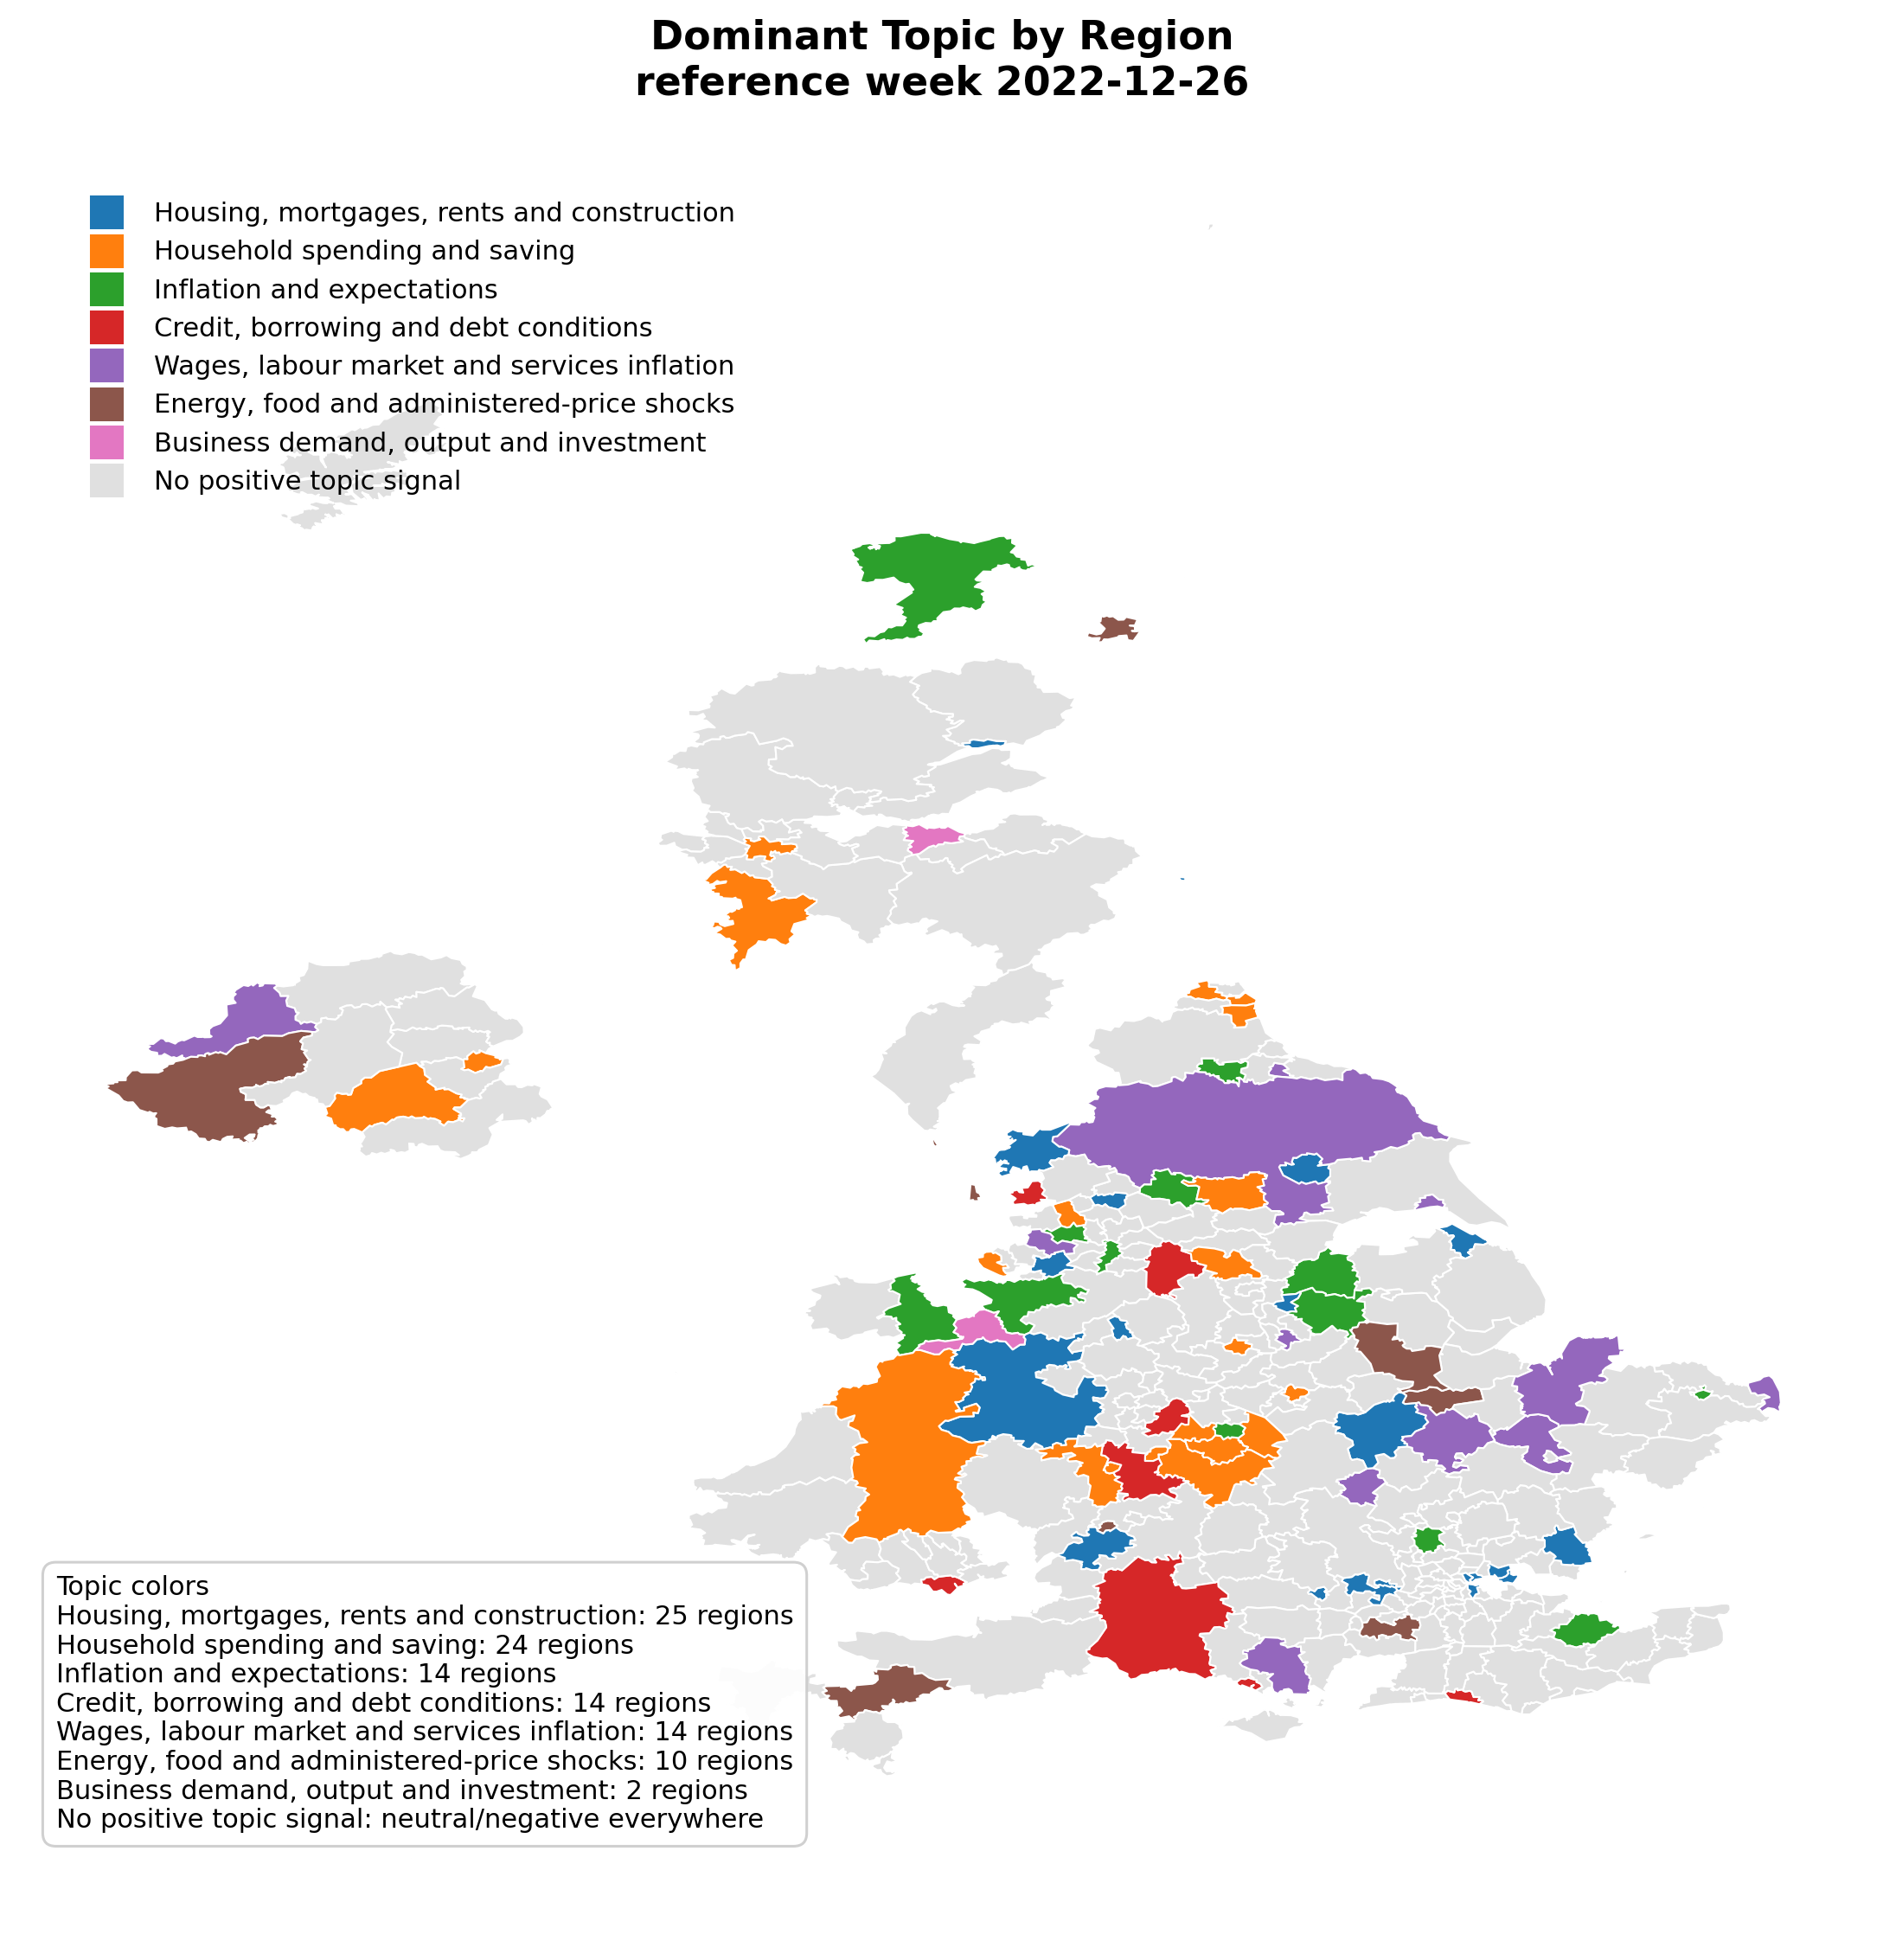 Dominant Topic by Region
reference week 2022-12-26
Housing, mortgages, rents and construction
Household spending and saving
Inflation and expectations
Credit, borrowing and debt conditions
Wages, labour market and services inflation
Energy, food and administered-price shocks
Business demand, output and investment
No positive topic signal
Topic colors
Housing, mortgages, rents and construction: 25 regions
Household spending and saving: 24 regions
Inflation and expectations: 14 regions
Credit, borrowing and debt conditions: 14 regions
Wages, labour market and services inflation: 14 regions
Energy, food and administered-price shocks: 10 regions
Business demand, output and investment: 2 regions
No positive topic signal: neutral/negative everywhere